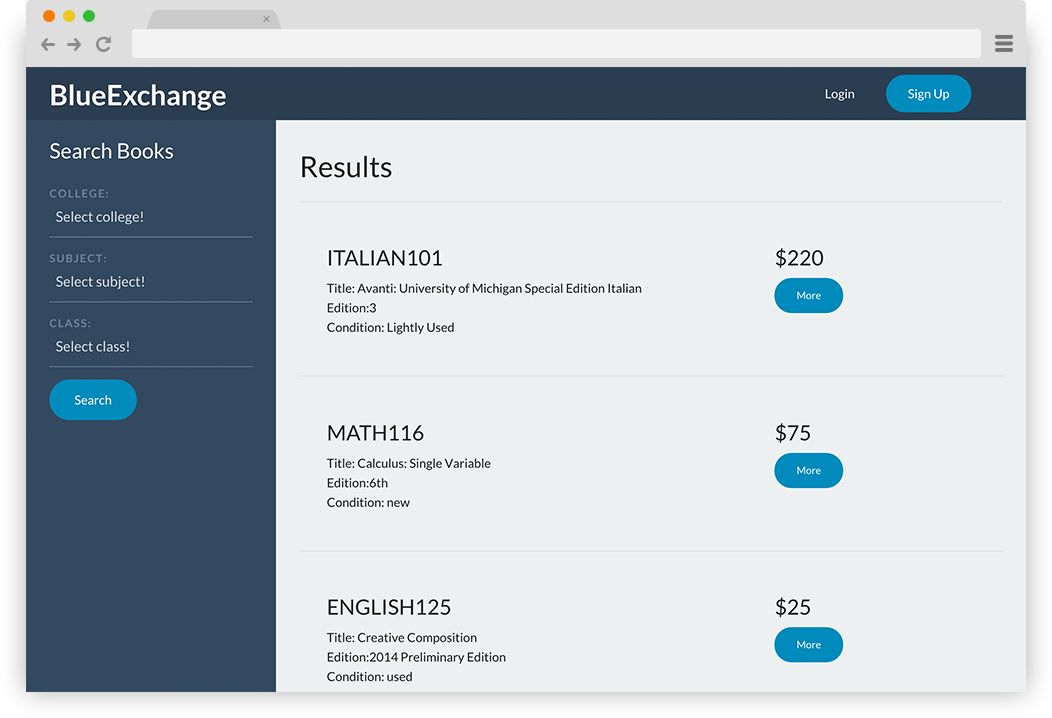 BlueExchange
Login
Sign Up
Search Books
COLLEGE:
Select college!
SUBJECT:
Select subject!
CLASS:
Select class!
Search
Results
ITALIAN101
$220
Title: Avanti: University of Michigan Special Edition Italian
More
Edition:3
Condition: Lightly Used
MATH116
$75
Title: Calculus: Single Variable
More
Edition:6th
Condition: new
ENGLISH125
$25
Title: Creative Composition
More
Edition:2014 Preliminary Edition
Condition: used